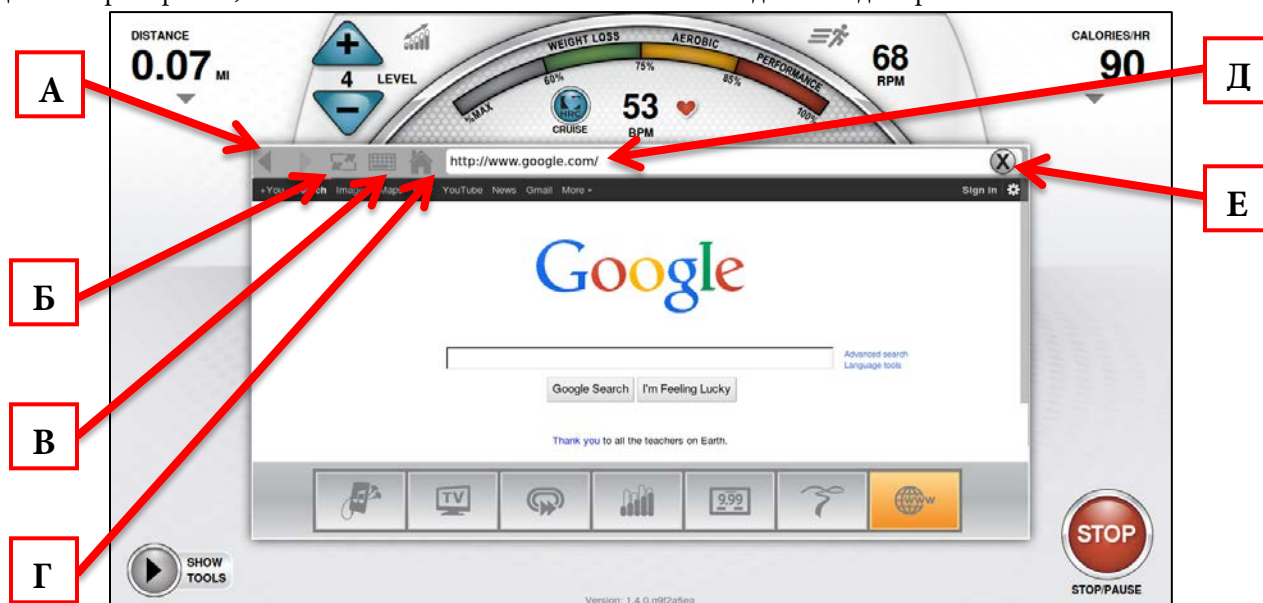 DISTANCE
0.07 MI
4 LEVEL
WEIGHT LOSS
AEROBIC
PERFORMANCE
%MAX
60%
75%
85%
100%
HRC
CRUISE
53
BPM
68
RPM
CALORIES/HR
90
А
Д
http://www.google.com/
X
Е
+You
YouTube News Gmail More
Sign in
Б
Google
Advanced search
Language tools
Google Search
I'm Feeling Lucky
В
Thank you to all the teachers on Earth.
TV
9.99
www
STOP
Г
SHOW
TOOLS
STOP/PAUSE